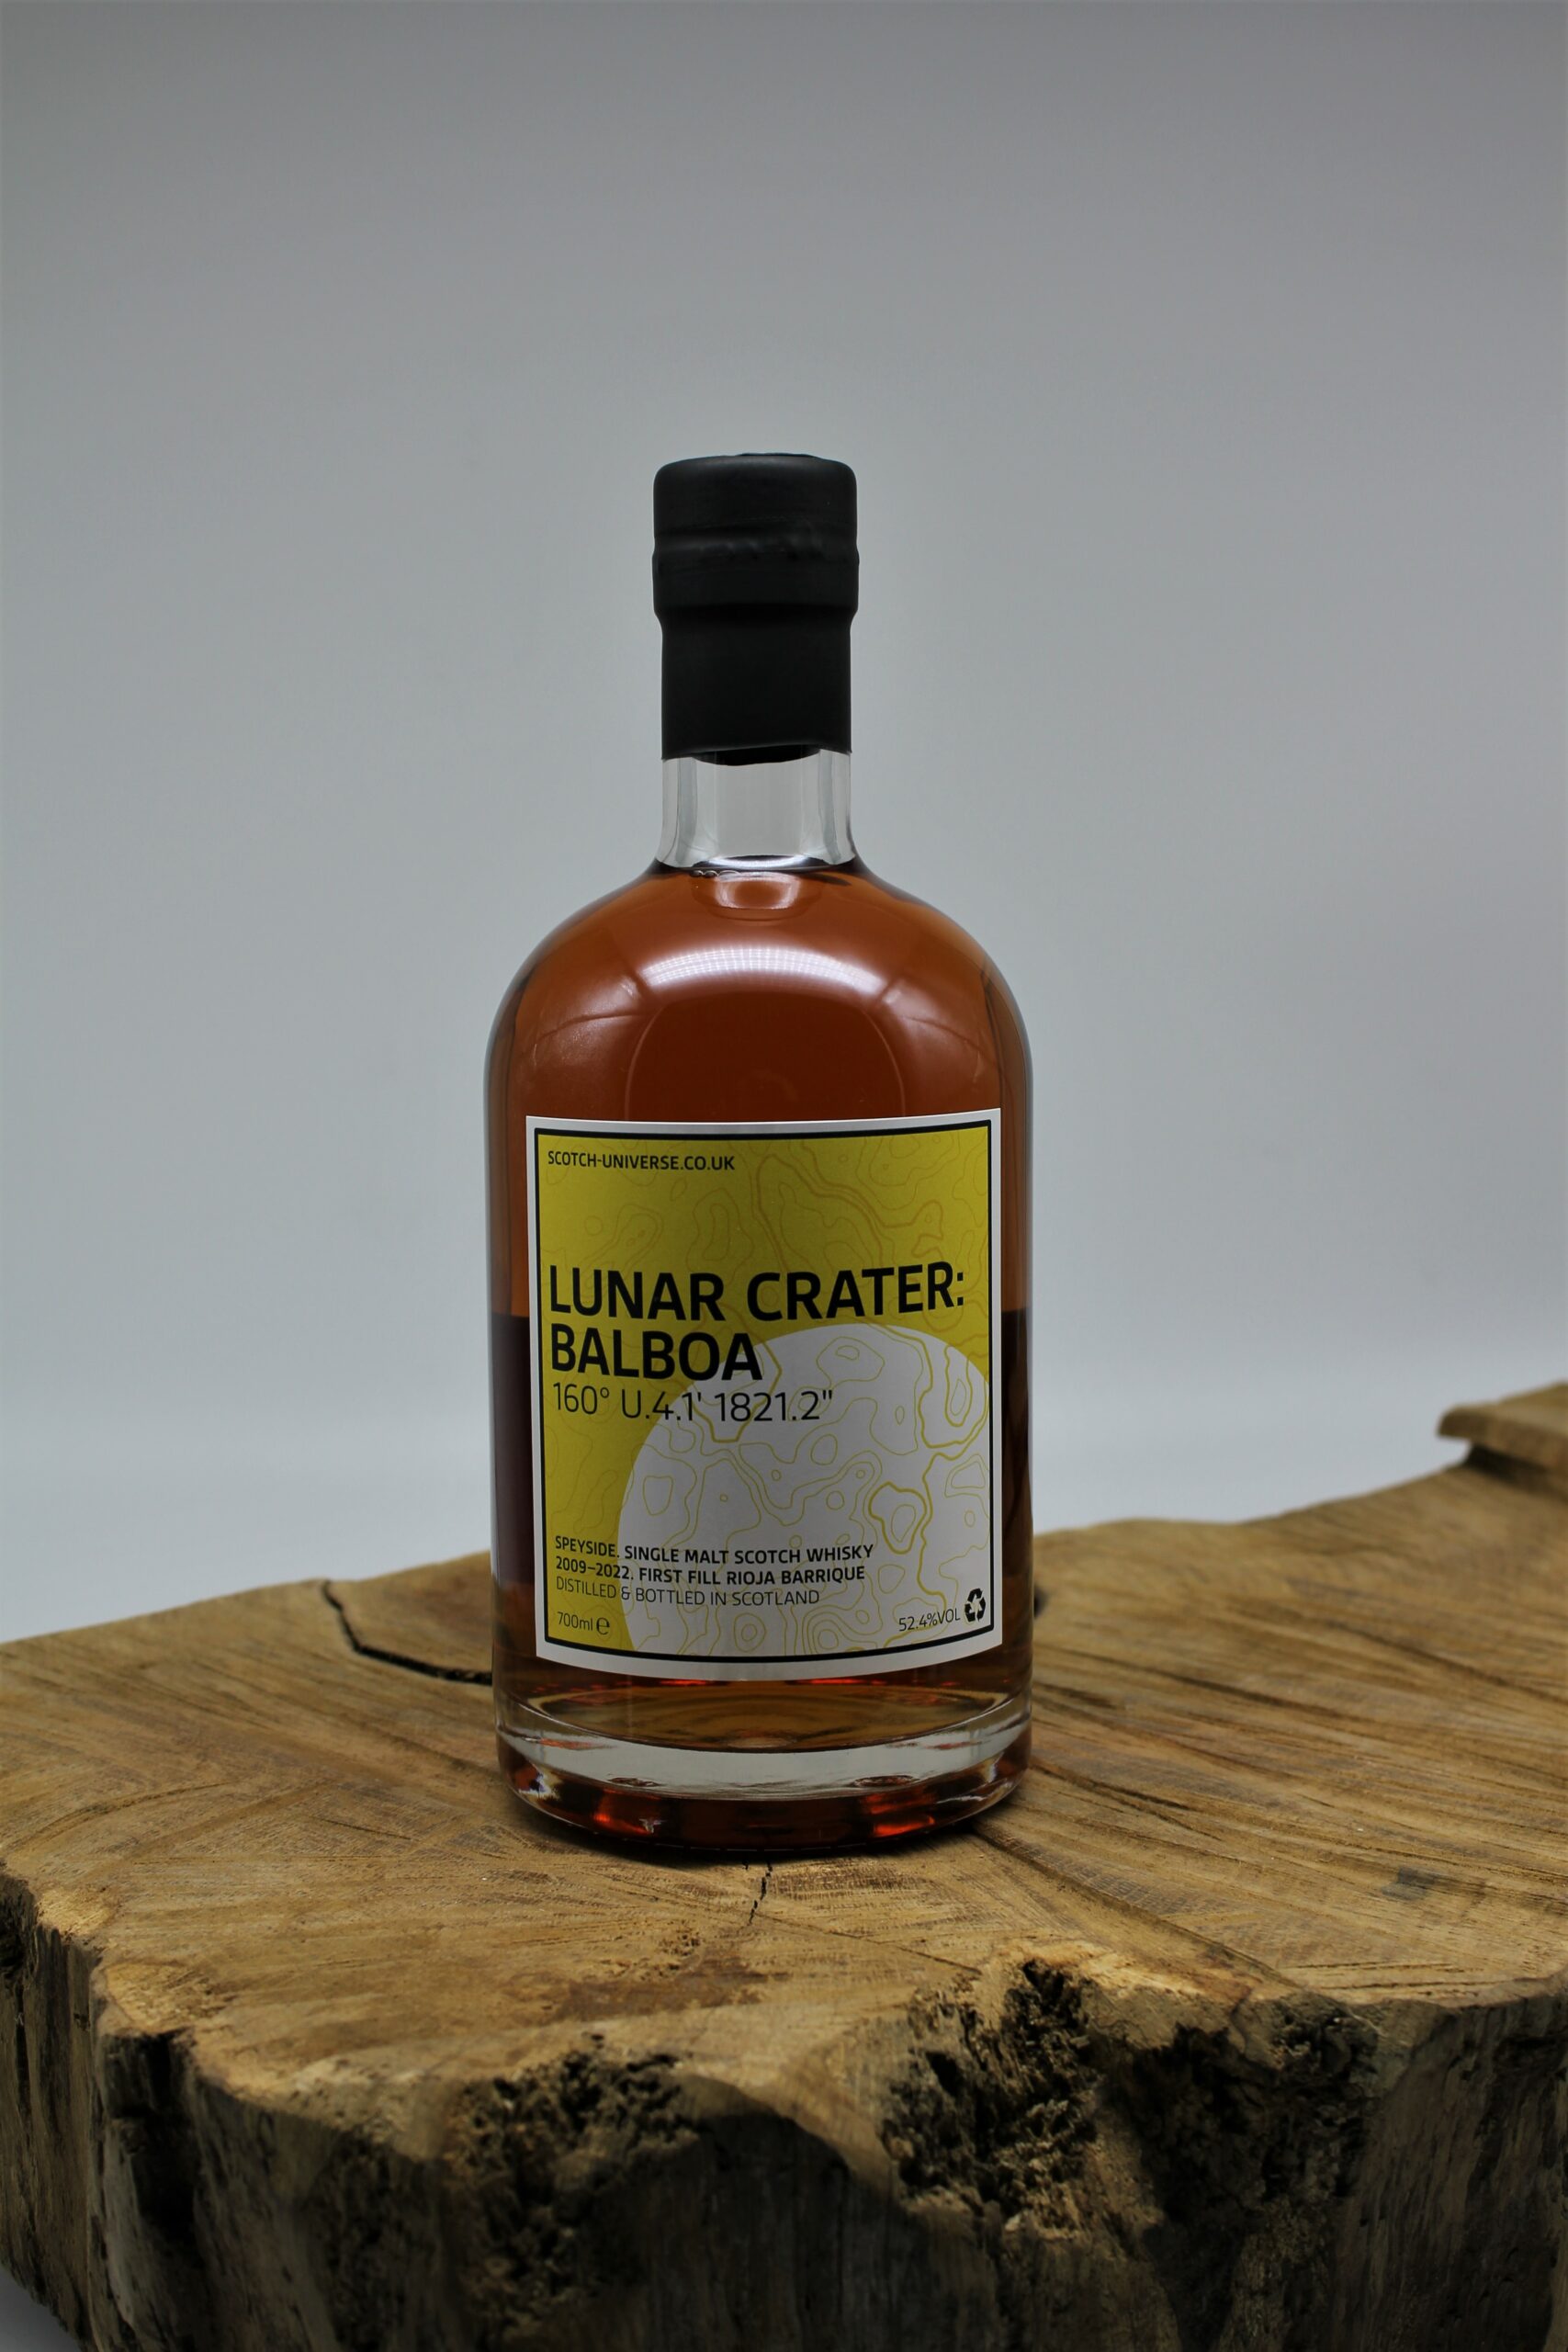 SCOTCH-UNIVERSE.CO.UK
LUNAR CRATER:
BALBOA
160° U.4.1' 1821.2"
SPEYSIDE. SINGLE MALT SCOTCH WHISKY
2009–2022. FIRST FILL RIOJA BARRIQUE
DISTILLED & BOTTLED IN SCOTLAND
700ml ℮
52.4%VOL